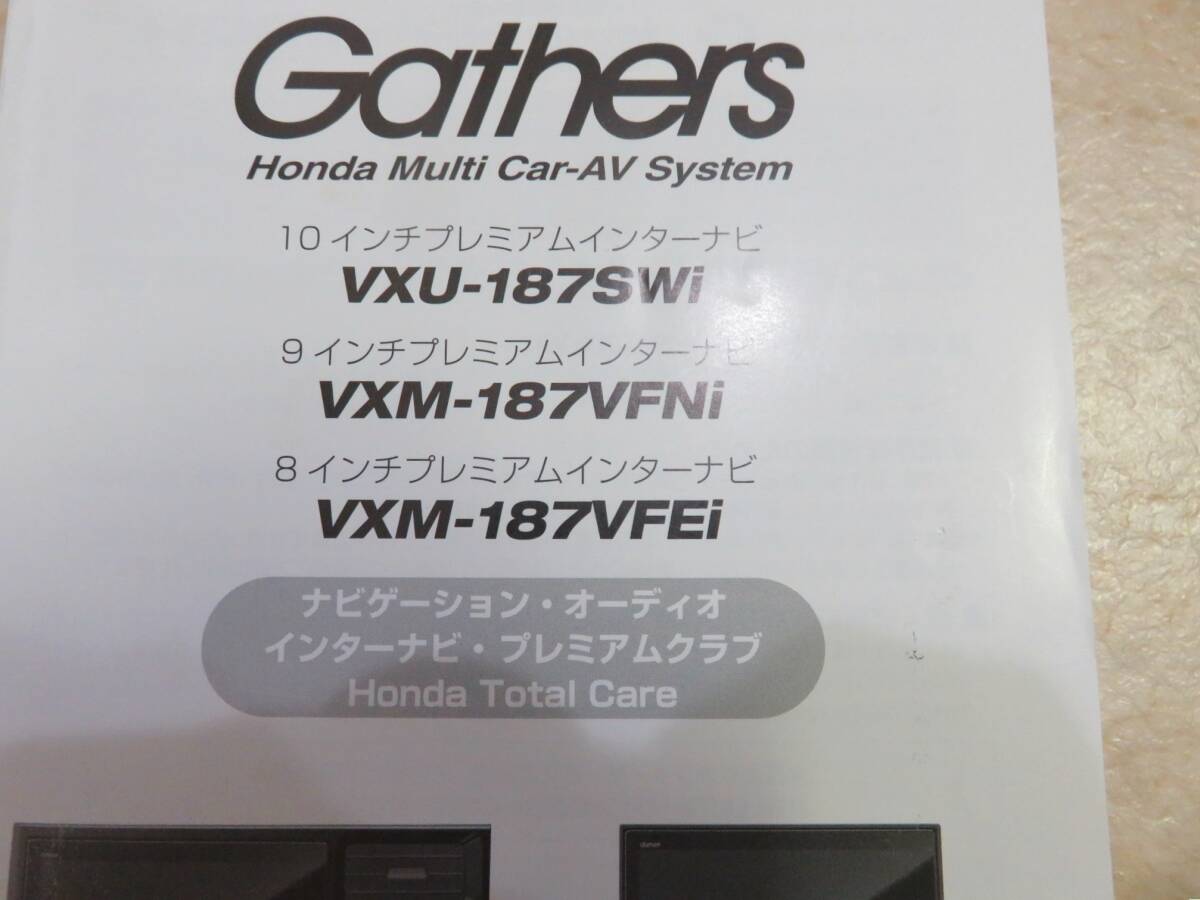 Gathers
Honda Multi Car-AV System
10インチプレミアムインターナビ
VXU-187SWi
9インチプレミアムインターナビ
VXM-187VFNi
8インチプレミアムインターナビ
VXM-187VFEi
ナビゲーション・オーディオ
インターナビ・プレミアムクラブ
Honda Total Care